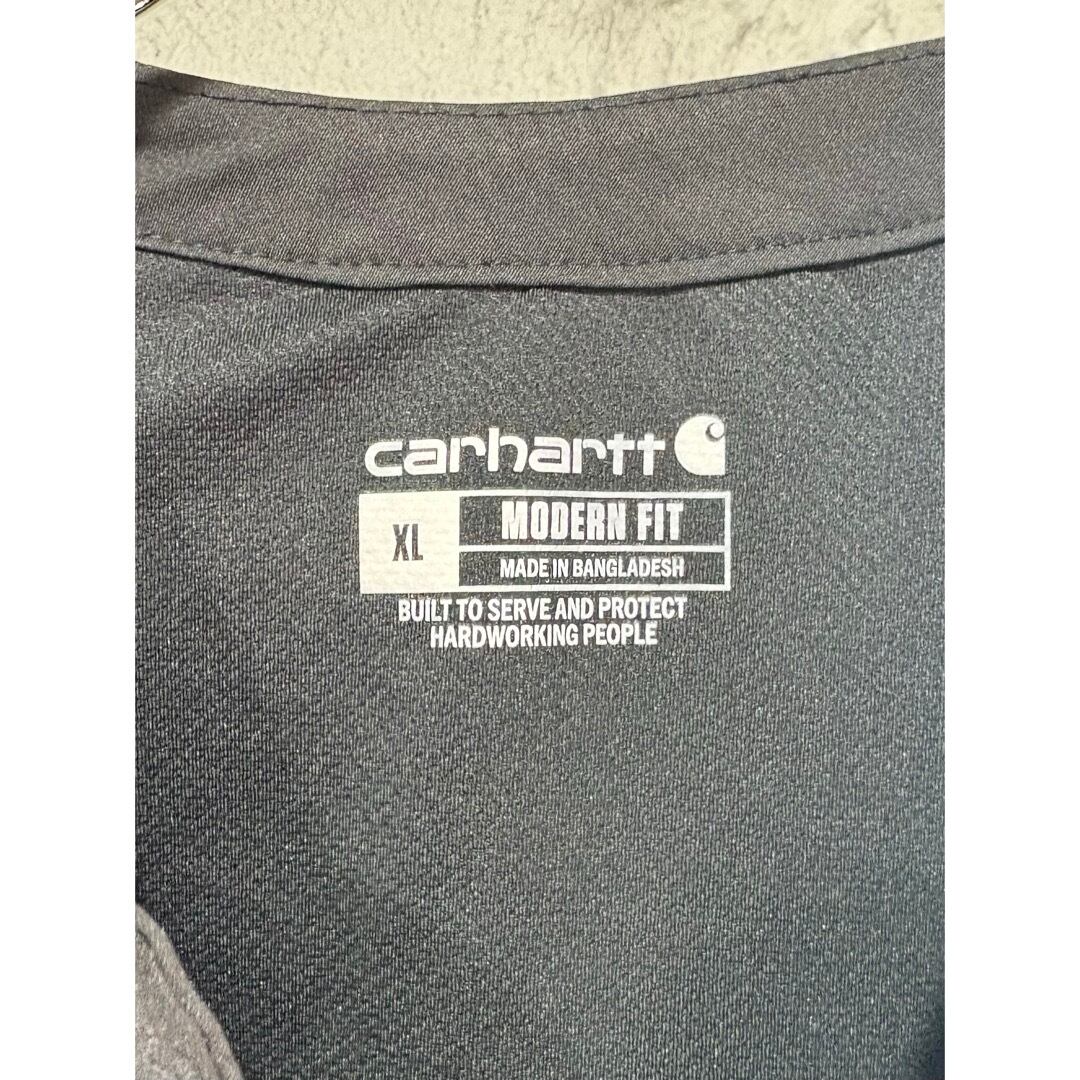 carhartt
XL
MODERN FIT
MADE IN BANGLADESH
BUILT TO SERVE AND PROTECT
HARDWORKING PEOPLE